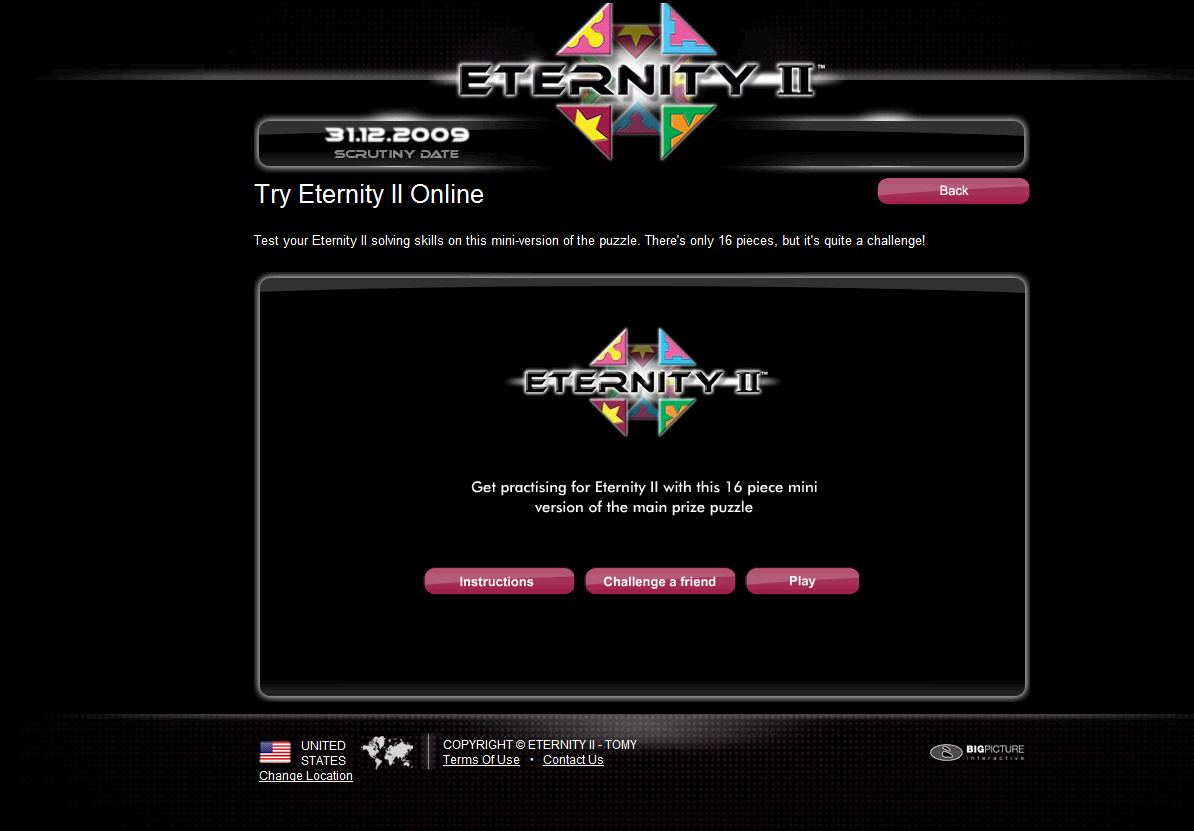 ETERNITY II™
31.12.2009
SCRUTINY DATE
Try Eternity II Online
Back
Test your Eternity II solving skills on this mini-version of the puzzle. There's only 16 pieces, but it's quite a challenge!
ETERNITY II™
Get practising for Eternity II with this 16 piece mini
version of the main prize puzzle
Instructions
Challenge a friend
Play
UNITED
STATES
Change Location
COPYRIGHT © ETERNITY II - TOMY
Terms Of Use • Contact Us
BIGPICTURE
interactive